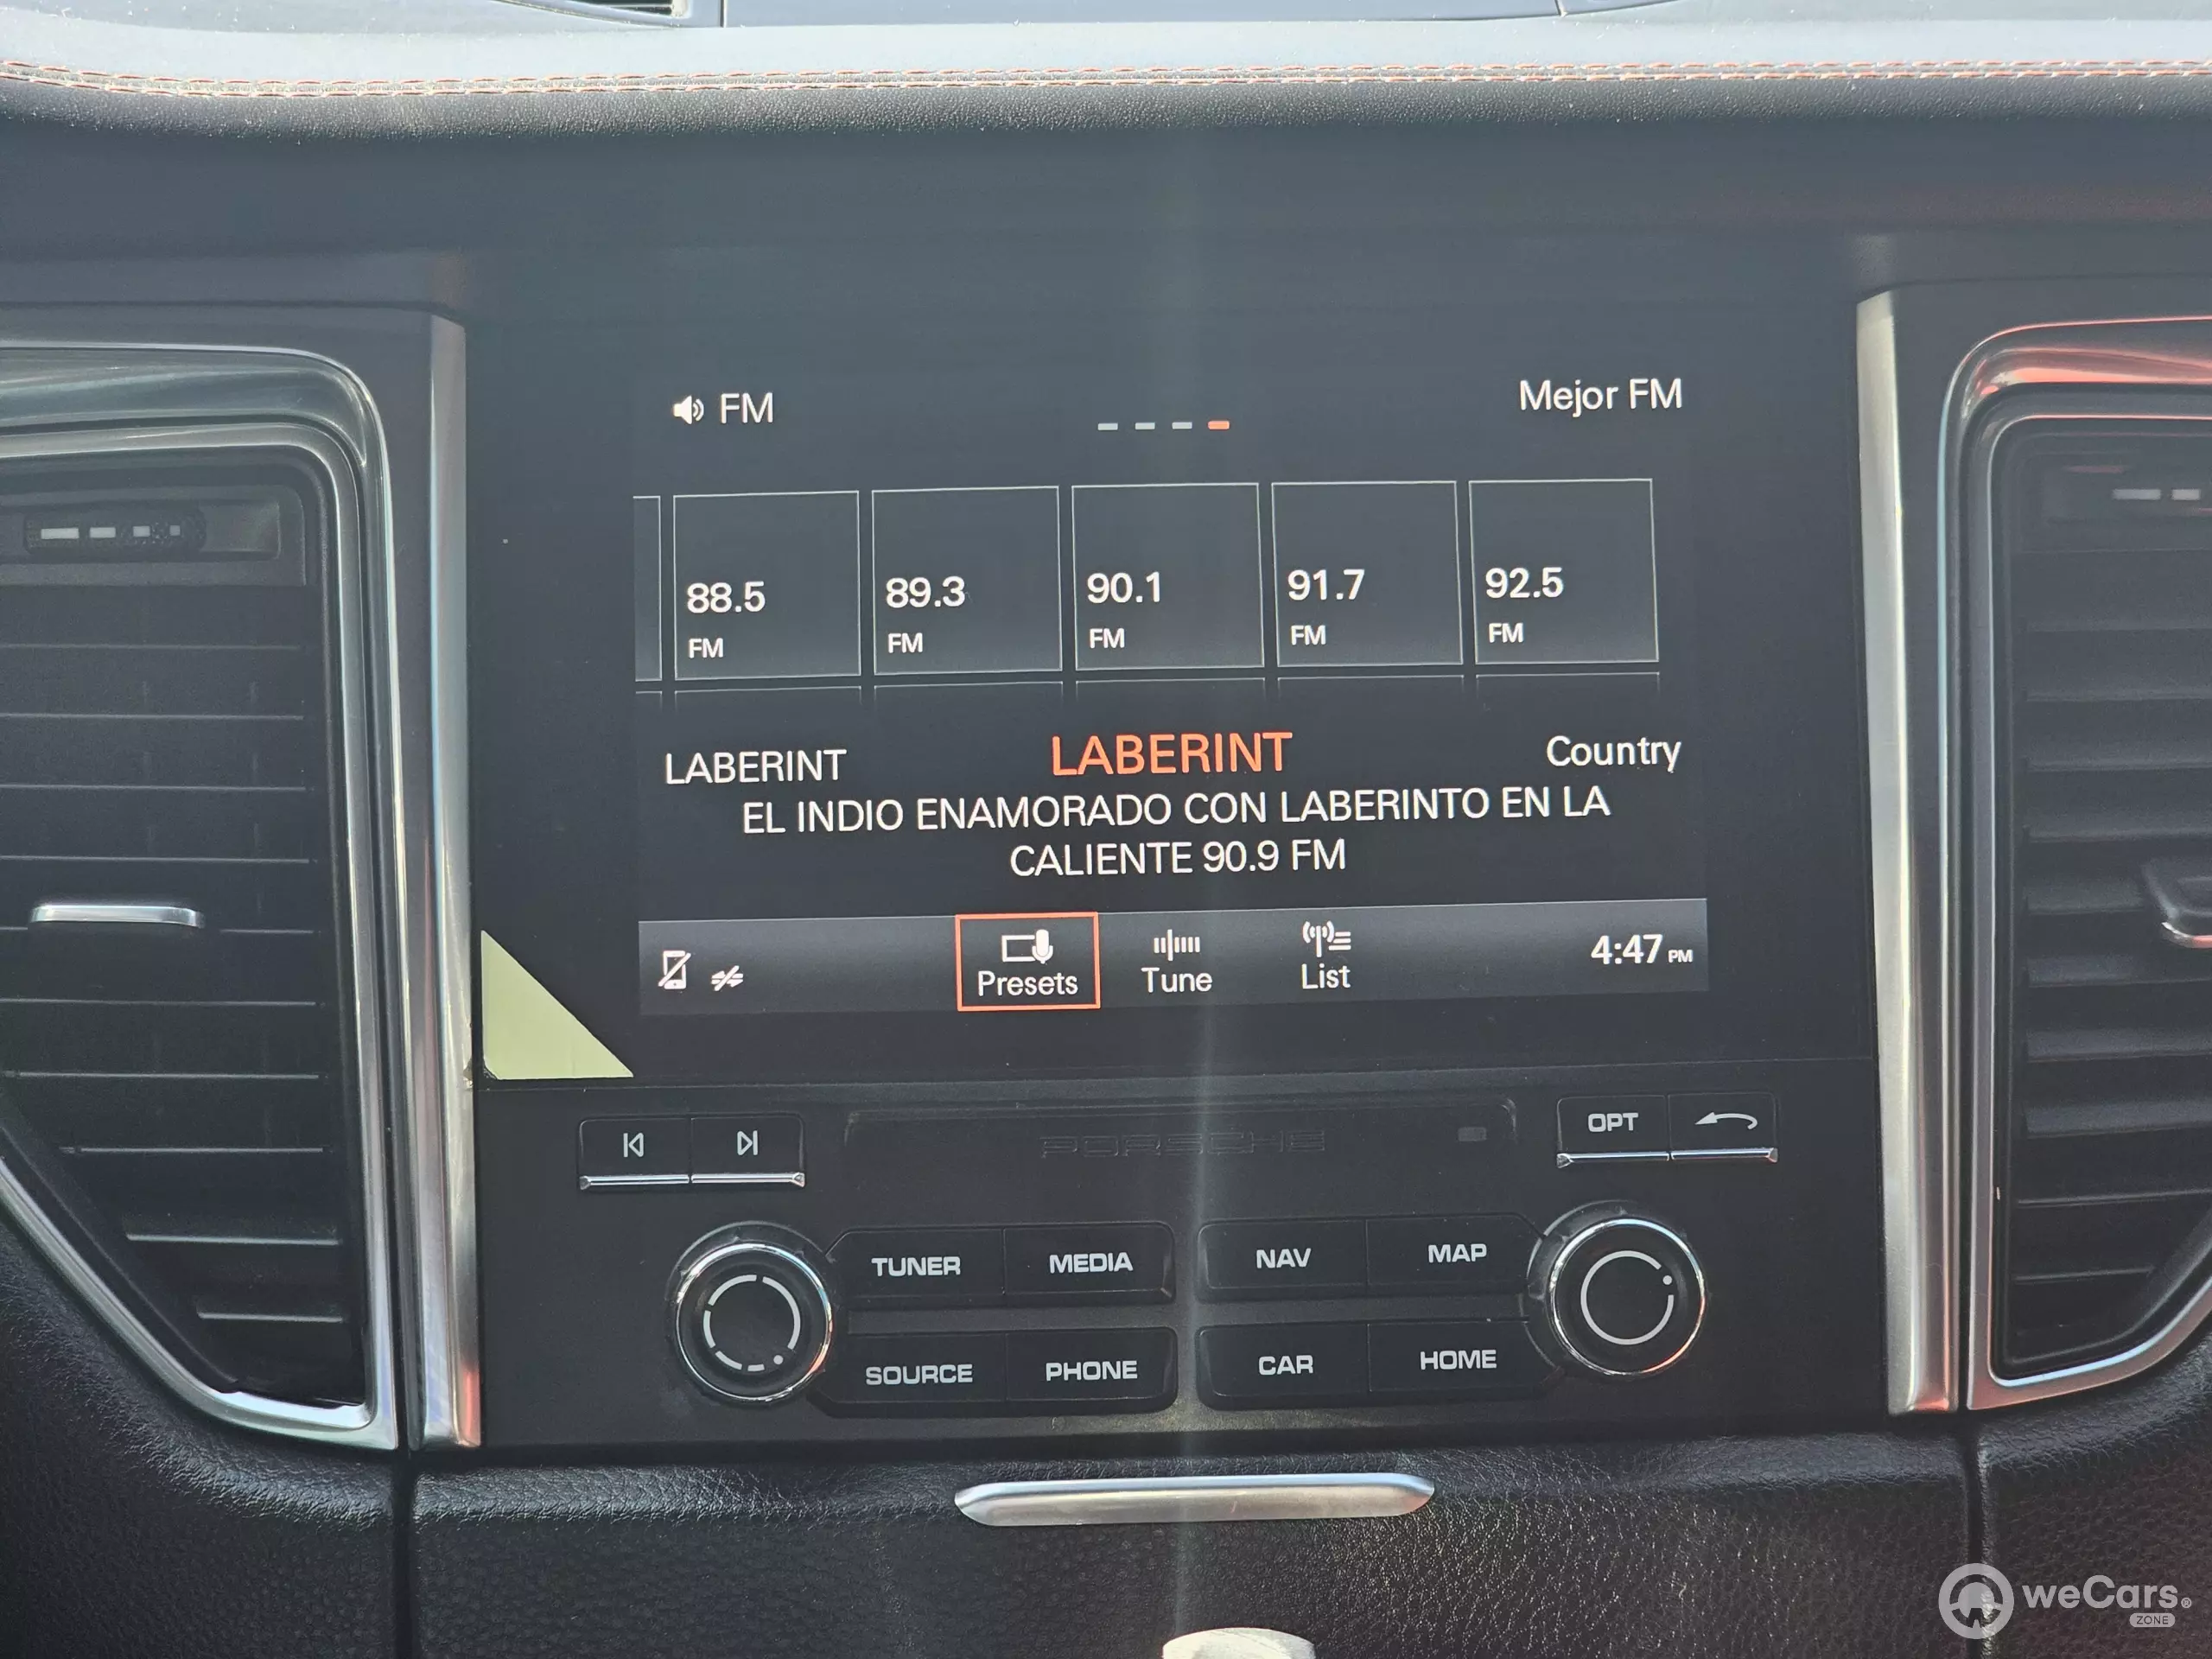 FM
Mejor FM
88.5 FM
89.3 FM
90.1 FM
91.7 FM
92.5 FM
LABERINT
LABERINT
Country
EL INDIO ENAMORADO CON LABERINTO EN LA
CALIENTE 90.9 FM
Presets
Tune
List
4:47 PM
OPT
PORSCHE
TUNER
MEDIA
NAV
MAP
SOURCE
PHONE
CAR
HOME
weCars®
ZONE